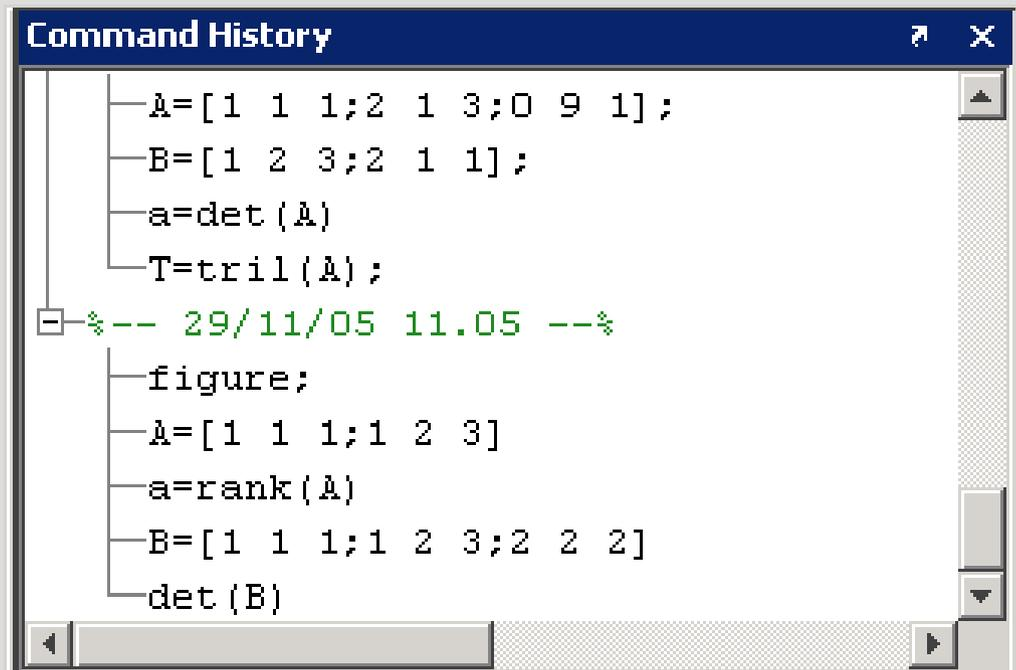 Command History
A=[1 1 1;2 1 3;0 9 1];
B=[1 2 3;2 1 1];
a=det(A)
T=tril(A);
%-- 29/11/05 11.05 --%
figure;
A=[1 1 1;1 2 3]
a=rank(A)
B=[1 1 1;1 2 3;2 2 2]
det(B)